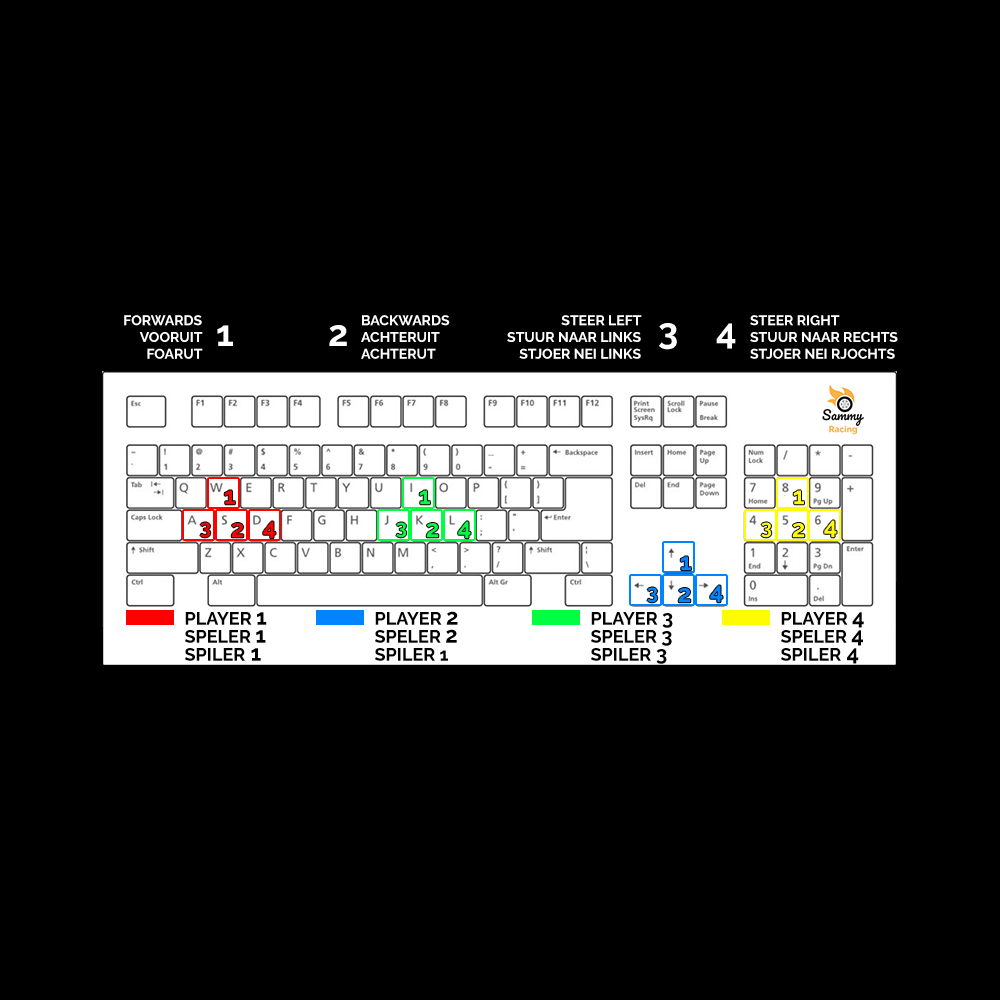 FORWARDS
VOORUIT
FOARUT
1
2
BACKWARDS
ACHTERUIT
ACHTERUT
STEER LEFT
STUUR NAAR LINKS
STJOER NEI LINKS
3
4
STEER RIGHT
STUUR NAAR RECHTS
STJOER NEI RJOCHTS
Esc F1 F2 F3 F4 F5 F6 F7 F8 F9 F10 F11 F12
Print Screen SysRq
Scroll Lock
Pause Break
Sammy
Racing
~ ! @ # $ % ^ & * ( ) + ← Backspace
1 2 3 4 5 6 7 8 9 0 =
Insert Home Page Up
Num Lock / * -
Tab Q W 1 E R T Y U I 1 O P { [ } ]
Del End Page Down
7 Home 8 1 9 Pg Up +
Caps Lock A 3 S 2 D 4 F G H J 3 K 2 L 4 ; : " ← Enter
4 3 5 2 6 4
↑ Shift Z X C V B N M < , > . ? / ↑ Shift ¦ \
↑ 1
1 End 2 ↓ 3 Pg Dn Enter
Ctrl Alt Alt Gr Ctrl
← 3 ↓ 2 → 4
0 Ins . Del
PLAYER 1
SPELER 1
SPILER 1
PLAYER 2
SPELER 2
SPILER 1
PLAYER 3
SPELER 3
SPILER 3
PLAYER 4
SPELER 4
SPILER 4